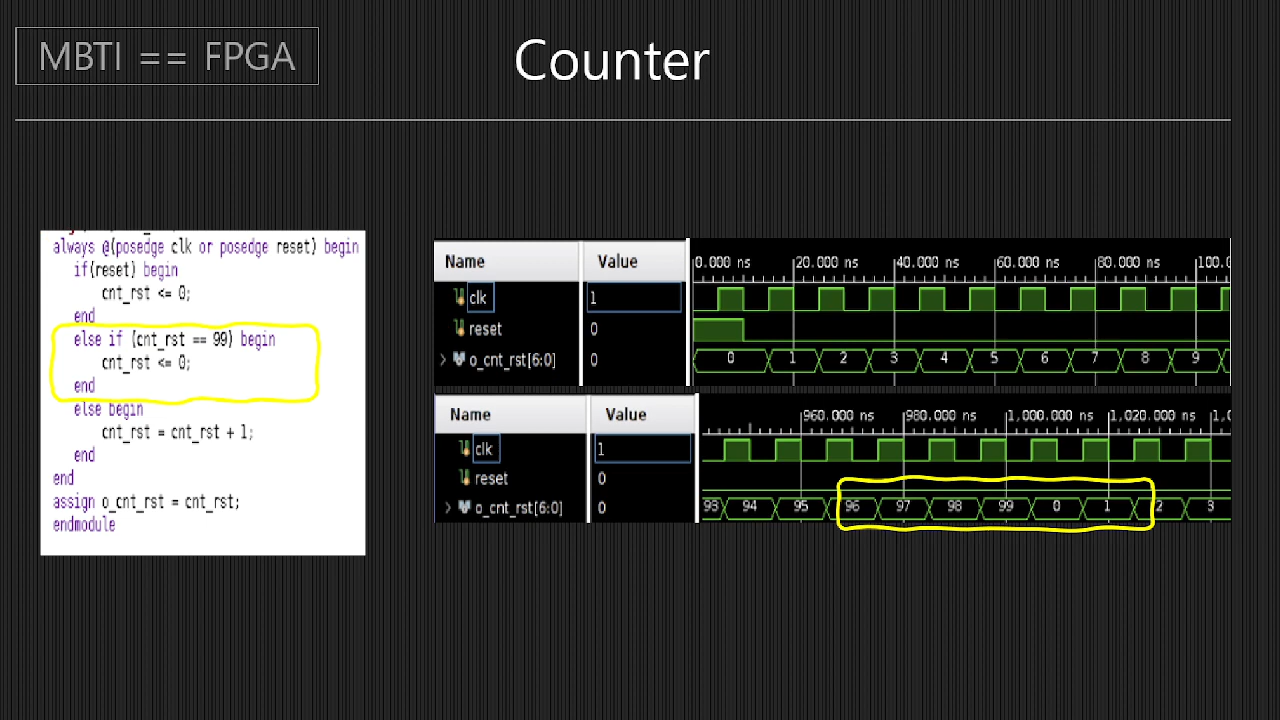 MBTI == FPGA
Counter
always @(posedge clk or posedge reset) begin
if(reset) begin
cnt_rst <= 0;
end
else if (cnt_rst == 99) begin
cnt_rst <= 0;
end
else begin
cnt_rst = cnt_rst + 1;
end
end
assign o_cnt_rst = cnt_rst;
endmodule
Name Value 0.000 ns 20.000 ns 40.000 ns 60.000 ns 80.000 ns 100.0
clk 1
reset 0
o_cnt_rst[6:0] 0 0 1 2 3 4 5 6 7 8 9
Name Value 960.000 ns 980.000 ns 1,000.000 ns 1,020.000 ns 1,0
clk 1
reset 0
o_cnt_rst[6:0] 0 93 94 95 96 97 98 99 0 1 2 3